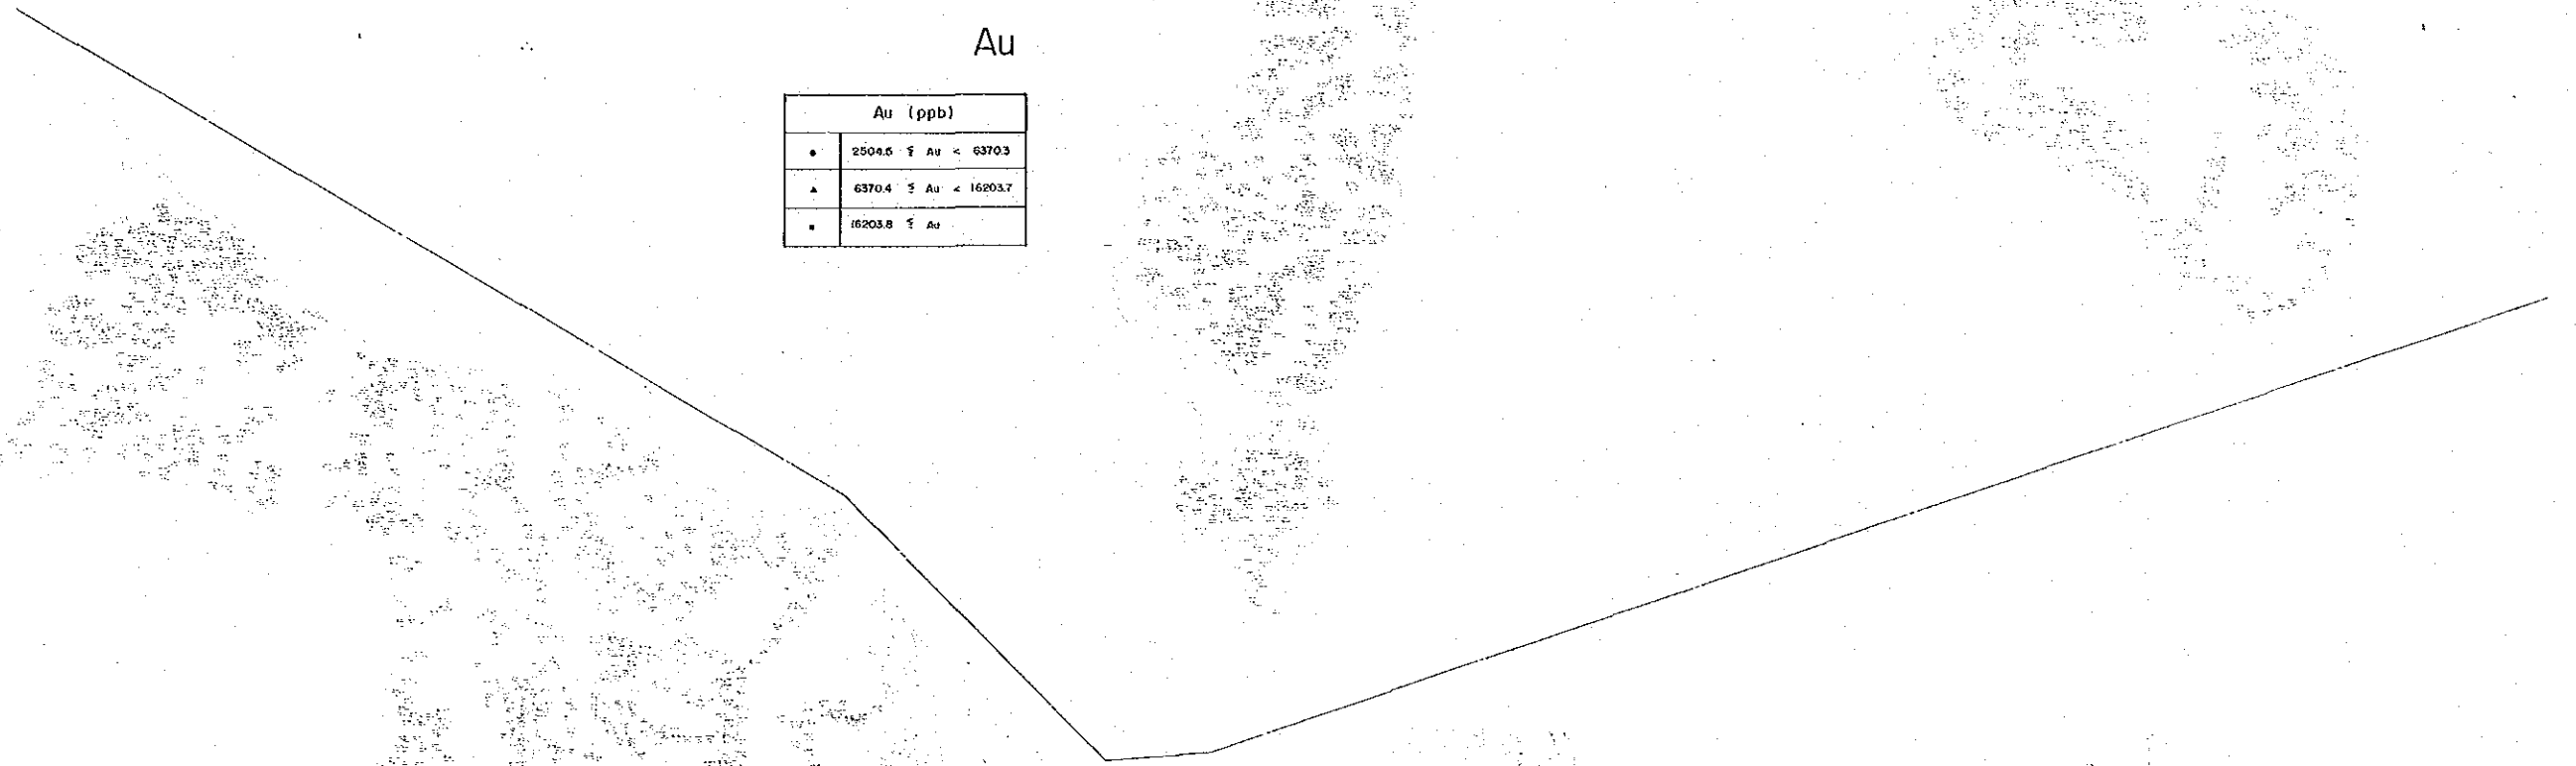 Au
Au (ppb)
● 2504.6 ≦ Au < 6370.3
▲ 6370.4 ≦ Au < 16203.7
■ 16203.8 ≦ Au